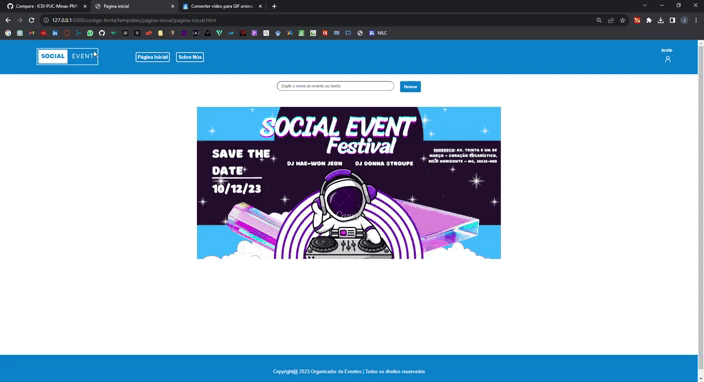 Compare · ICEI-PUC-Minas-PMV
Pagina inicial
Converter vídeo para GIF anima
127.0.0.1:5500/codigo-fonte/templates/pagina-inicial/pagina-inicial.html
NAC
SOCIAL EVENT
Página Inicial
Sobre Nós
teste
Digite o nome do evento ou tarefa
Buscar
SOCIAL EVENT
Festival
SAVE THE
DATE
10/12/23
DJ HAE-WON JEON
DJ DONNA STROUPE
ENDEREÇO: AV. TRINTA E UM DE
MARÇO - CORAÇÃO EUCARÍSTICO,
BELO HORIZONTE - MG, 30535-000
Copyright@ 2023 Organizador de Eventos | Todos os direitos reservados